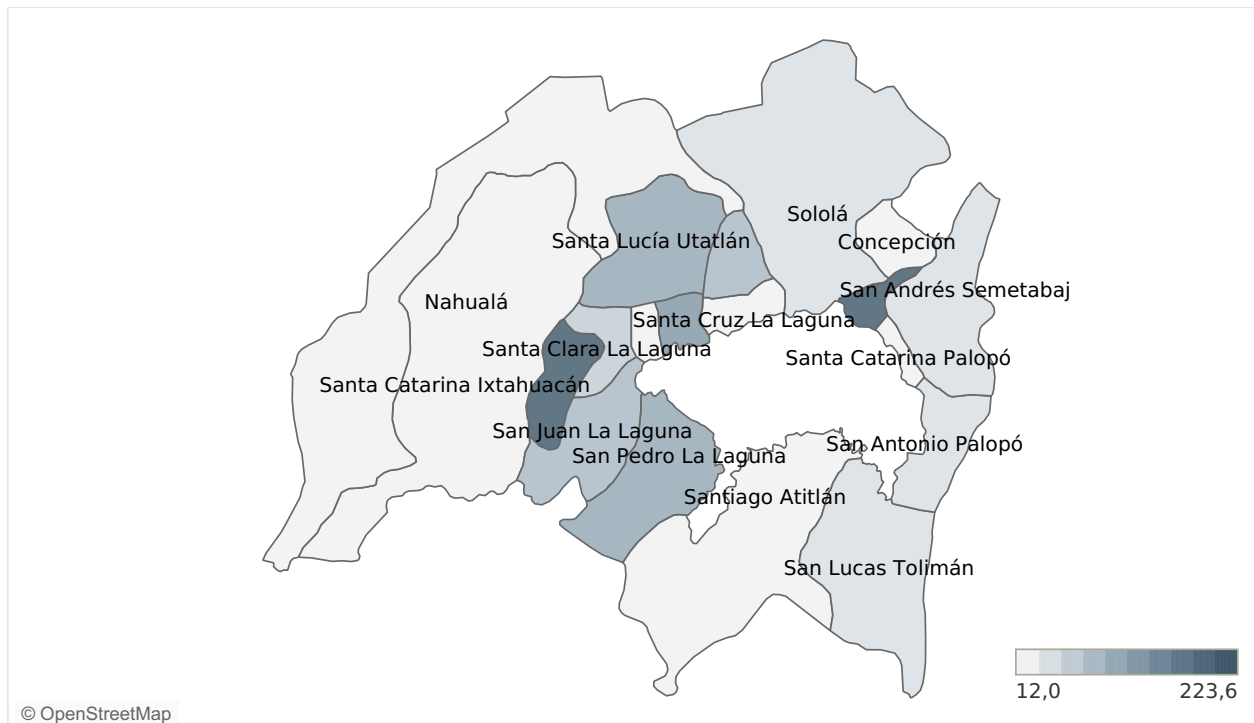 Sololá
Santa Lucía Utatlán
Concepción
San Andrés Semetabaj
Nahualá
Santa Cruz La Laguna
Santa Clara La Laguna
Santa Catarina Palopó
Santa Catarina Ixtahuacán
San Juan La Laguna
San Antonio Palopó
San Pedro La Laguna
Santiago Atitlán
San Lucas Tolimán
12,0
223,6
© OpenStreetMap